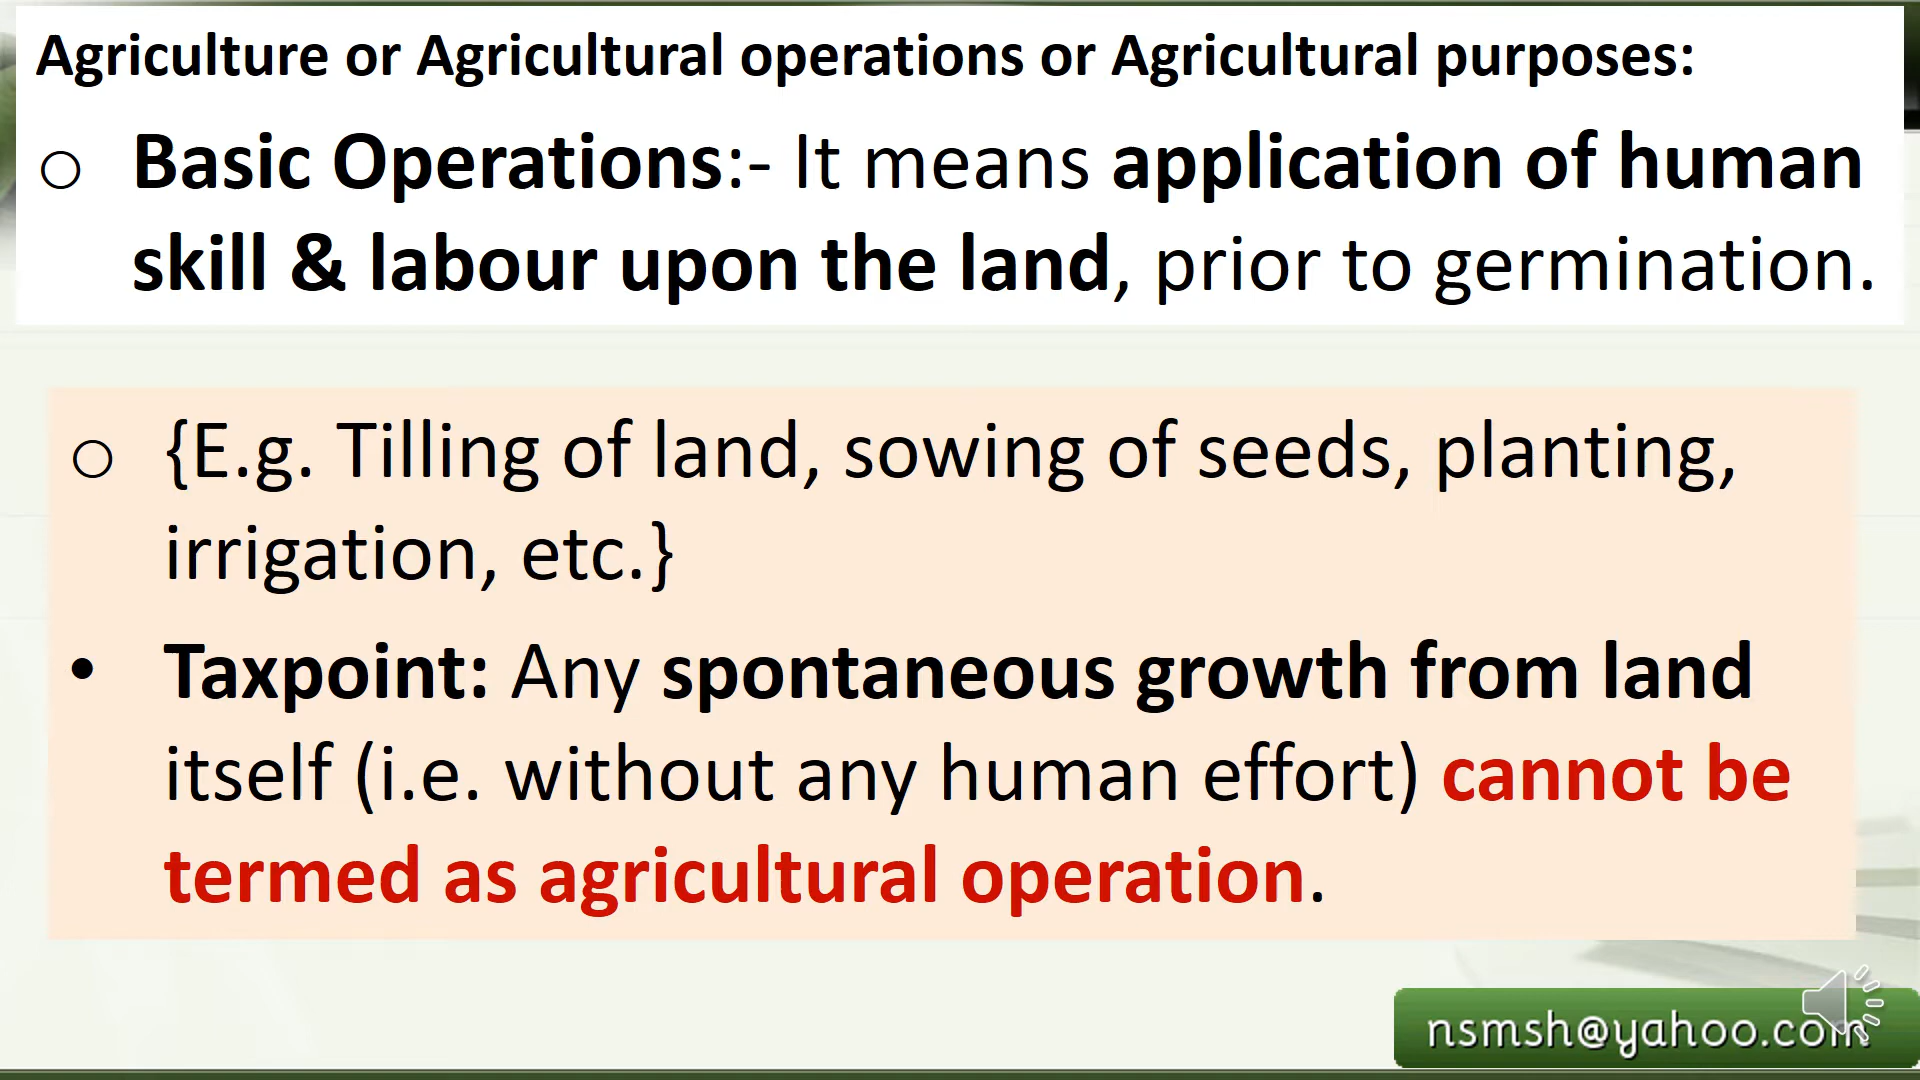 Agriculture or Agricultural operations or Agricultural purposes:
o Basic Operations:- It means application of human
skill & labour upon the land, prior to germination.
o {E.g. Tilling of land, sowing of seeds, planting,
irrigation, etc.}
• Taxpoint: Any spontaneous growth from land
itself (i.e. without any human effort) cannot be
termed as agricultural operation.
nsmsh@yahoo.com